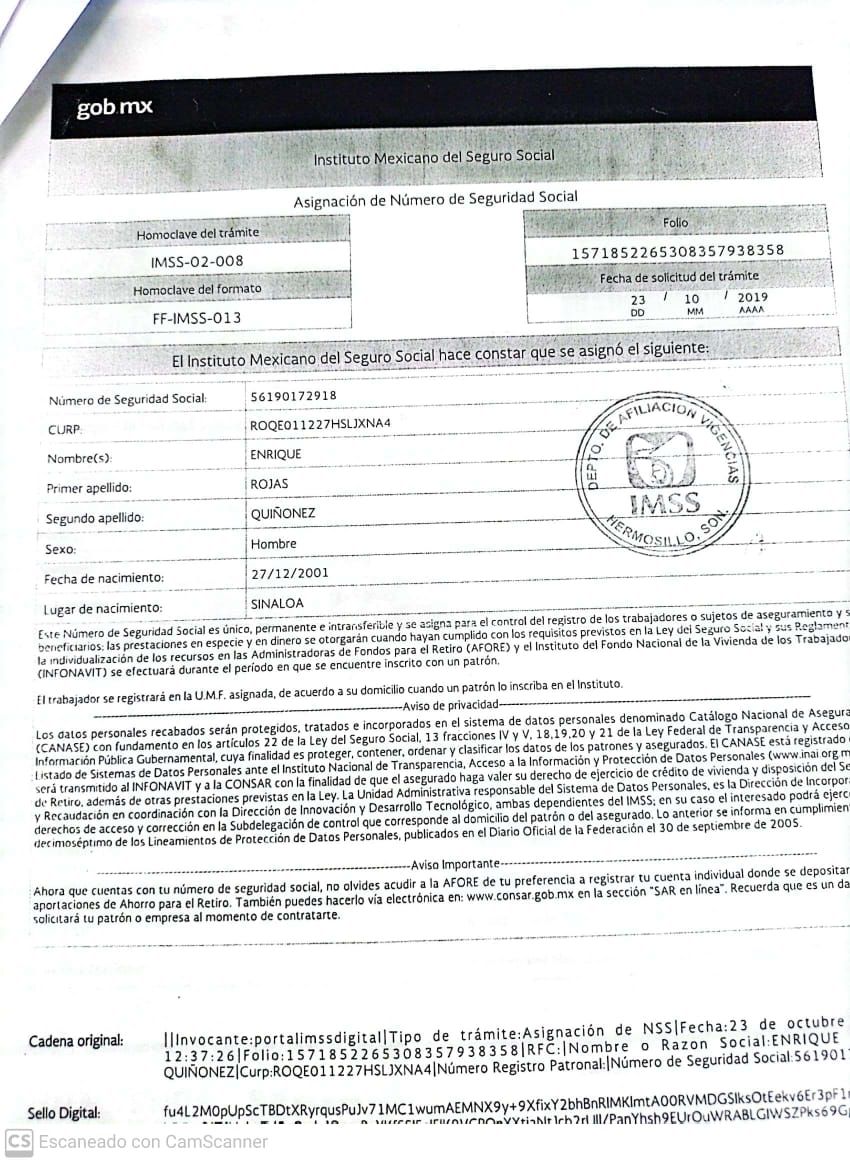 gob.mx
Instituto Mexicano del Seguro Social
Asignación de Número de Seguridad Social
Homoclave del trámite
IMSS-02-008
Homoclave del formato
FF-IMSS-013
Folio
1571852265308357938358
Fecha de solicitud del trámite
23 / 10 / 2019
DD MM AAAA
El Instituto Mexicano del Seguro Social hace constar que se asignó el siguiente:
Número de Seguridad Social: 56190172918
CURP: ROQE011227HSLJXNA4
Nombre(s): ENRIQUE
Primer apellido: ROJAS
Segundo apellido: QUIÑONEZ
Sexo: Hombre
Fecha de nacimiento: 27/12/2001
Lugar de nacimiento: SINALOA
DEPTO. DE AFILIACION VIGENCIAS
IMSS
HERMOSILLO, SON.
Este Número de Seguridad Social es único, permanente e intransferible y se asigna para el control del registro de los trabajadores o sujetos de aseguramiento y s
beneficiarios; las prestaciones en especie y en dinero se otorgarán cuando hayan cumplido con los requisitos previstos en la Ley del Seguro Social y sus Reglament
la individualización de los recursos en las Administradoras de Fondos para el Retiro (AFORE) y el Instituto del Fondo Nacional de la Vivienda de los Trabajado
(INFONAVIT) se efectuará durante el período en que se encuentre inscrito con un patrón.
El trabajador se registrará en la U.M.F. asignada, de acuerdo a su domicilio cuando un patrón lo inscriba en el Instituto.
Aviso de privacidad
Los datos personales recabados serán protegidos, tratados e incorporados en el sistema de datos personales denominado Catálogo Nacional de Asegura
(CANASE) con fundamento en los artículos 22 de la Ley del Seguro Social, 13 fracciones IV y V, 18,19,20 y 21 de la Ley Federal de Transparencia y Acceso
Información Pública Gubernamental, cuya finalidad es proteger, contener, ordenar y clasificar los datos de los patrones y asegurados. El CANASE está registrado
Listado de Sistemas de Datos Personales ante el Instituto Nacional de Transparencia, Acceso a la Información y Protección de Datos Personales (www.inai.org.m
será transmitido al INFONAVIT y a la CONSAR con la finalidad de que el asegurado haga valer su derecho de ejercicio de crédito de vivienda y disposición del Se
de Retiro, además de otras prestaciones previstas en la Ley. La Unidad Administrativa responsable del Sistema de Datos Personales, es la Dirección de Incorpor
y Recaudación en coordinación con la Dirección de Innovación y Desarrollo Tecnológico, ambas dependientes del IMSS; en su caso el interesado podrá ejerc
derechos de acceso y corrección en la Subdelegación de control que corresponde al domicilio del patrón o del asegurado. Lo anterior se informa en cumplimien
decimoséptimo de los Lineamientos de Protección de Datos Personales, publicados en el Diario Oficial de la Federación el 30 de septiembre de 2005.
Aviso Importante
Ahora que cuentas con tu número de seguridad social, no olvides acudir a la AFORE de tu preferencia a registrar tu cuenta individual donde se depositar
aportaciones de Ahorro para el Retiro. También puedes hacerlo vía electrónica en: www.consar.gob.mx en la sección "SAR en línea". Recuerda que es un da
solicitará tu patrón o empresa al momento de contratarte.
Cadena original: ||Invocante:portalimssdigital|Tipo de trámite:Asignación de NSS|Fecha:23 de octubre
12:37:26|Folio:1571852265308357938358|RFC:|Nombre o Razon Social:ENRIQUE
QUIÑONEZ|Curp:ROQE011227HSLJXNA4|Número Registro Patronal:|Número de Seguridad Social:561901
Sello Digital: fu4L2M0pUpScTBDtXRyrqusPuJv71MC1wumAEMNX9y+9XfixY2bhBnRIMKImtA00RVMDGSIksOtEekv6Er3pF1
CS Escaneado con CamScanner